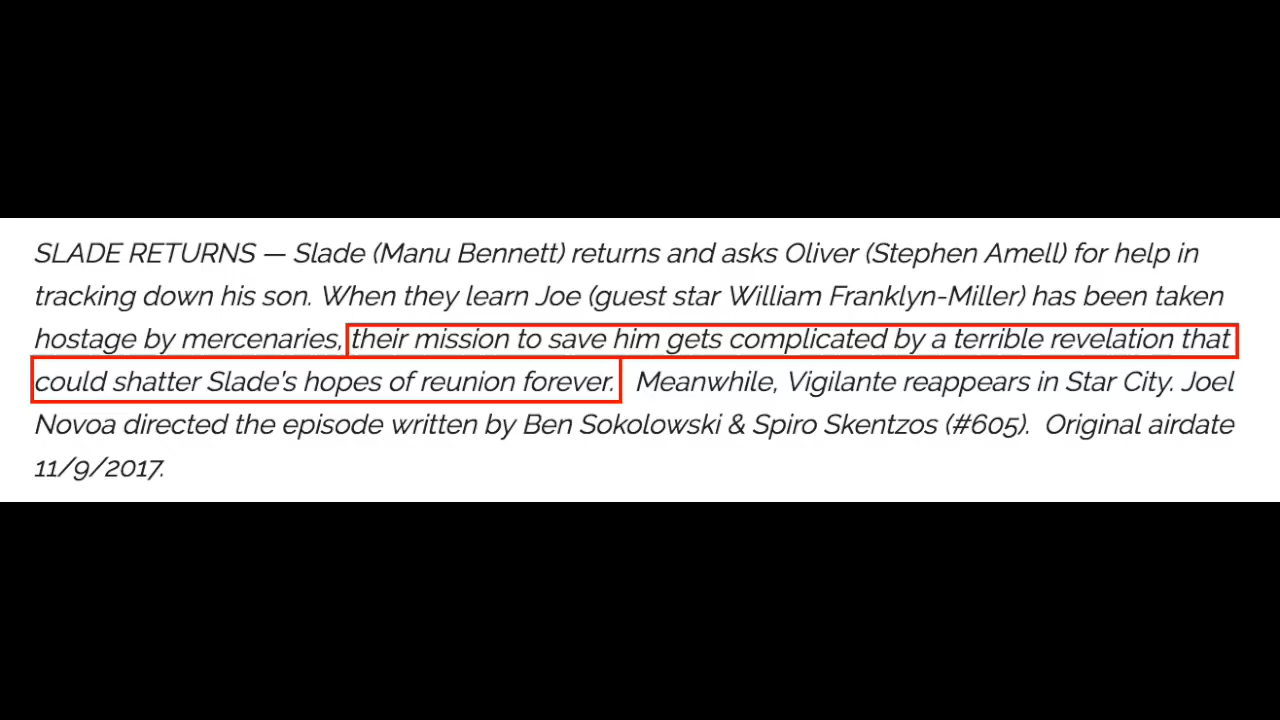 SLADE RETURNS — Slade (Manu Bennett) returns and asks Oliver (Stephen Amell) for help in
tracking down his son. When they learn Joe (guest star William Franklyn-Miller) has been taken
hostage by mercenaries, their mission to save him gets complicated by a terrible revelation that
could shatter Slade's hopes of reunion forever. Meanwhile, Vigilante reappears in Star City. Joel
Novoa directed the episode written by Ben Sokolowski & Spiro Skentzos (#605). Original airdate
11/9/2017.